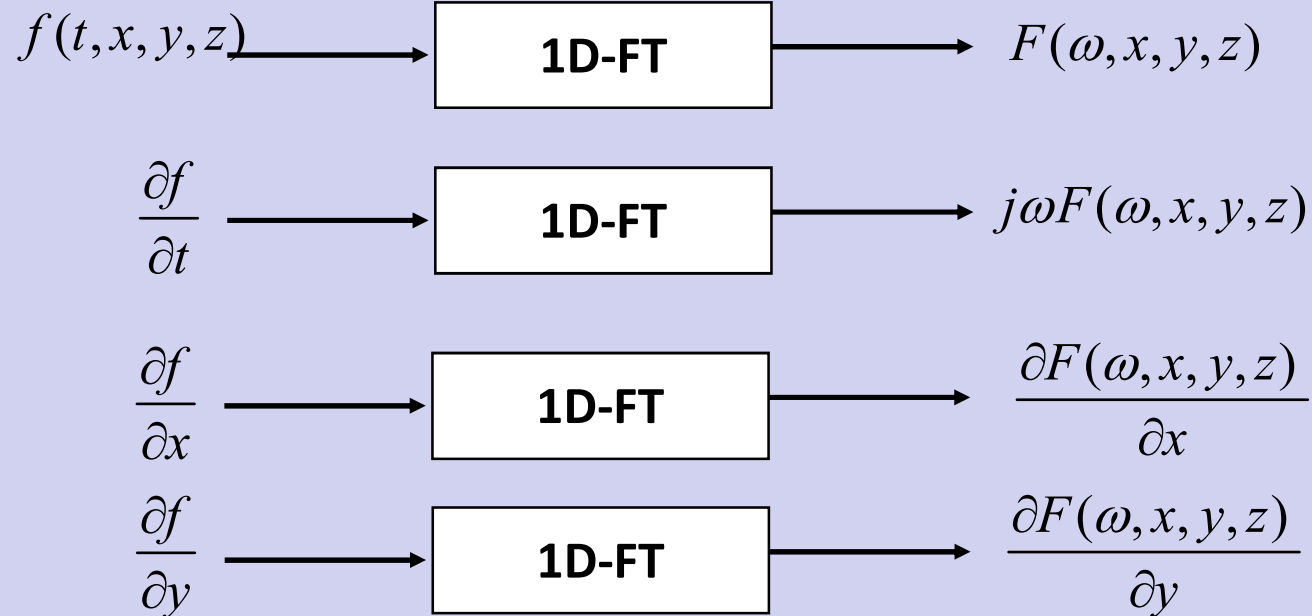 f(t,x,y,z) 1D-FT F(ω,x,y,z)
∂f/∂t 1D-FT jωF(ω,x,y,z)
∂f/∂x 1D-FT ∂F(ω,x,y,z)/∂x
∂f/∂y 1D-FT ∂F(ω,x,y,z)/∂y